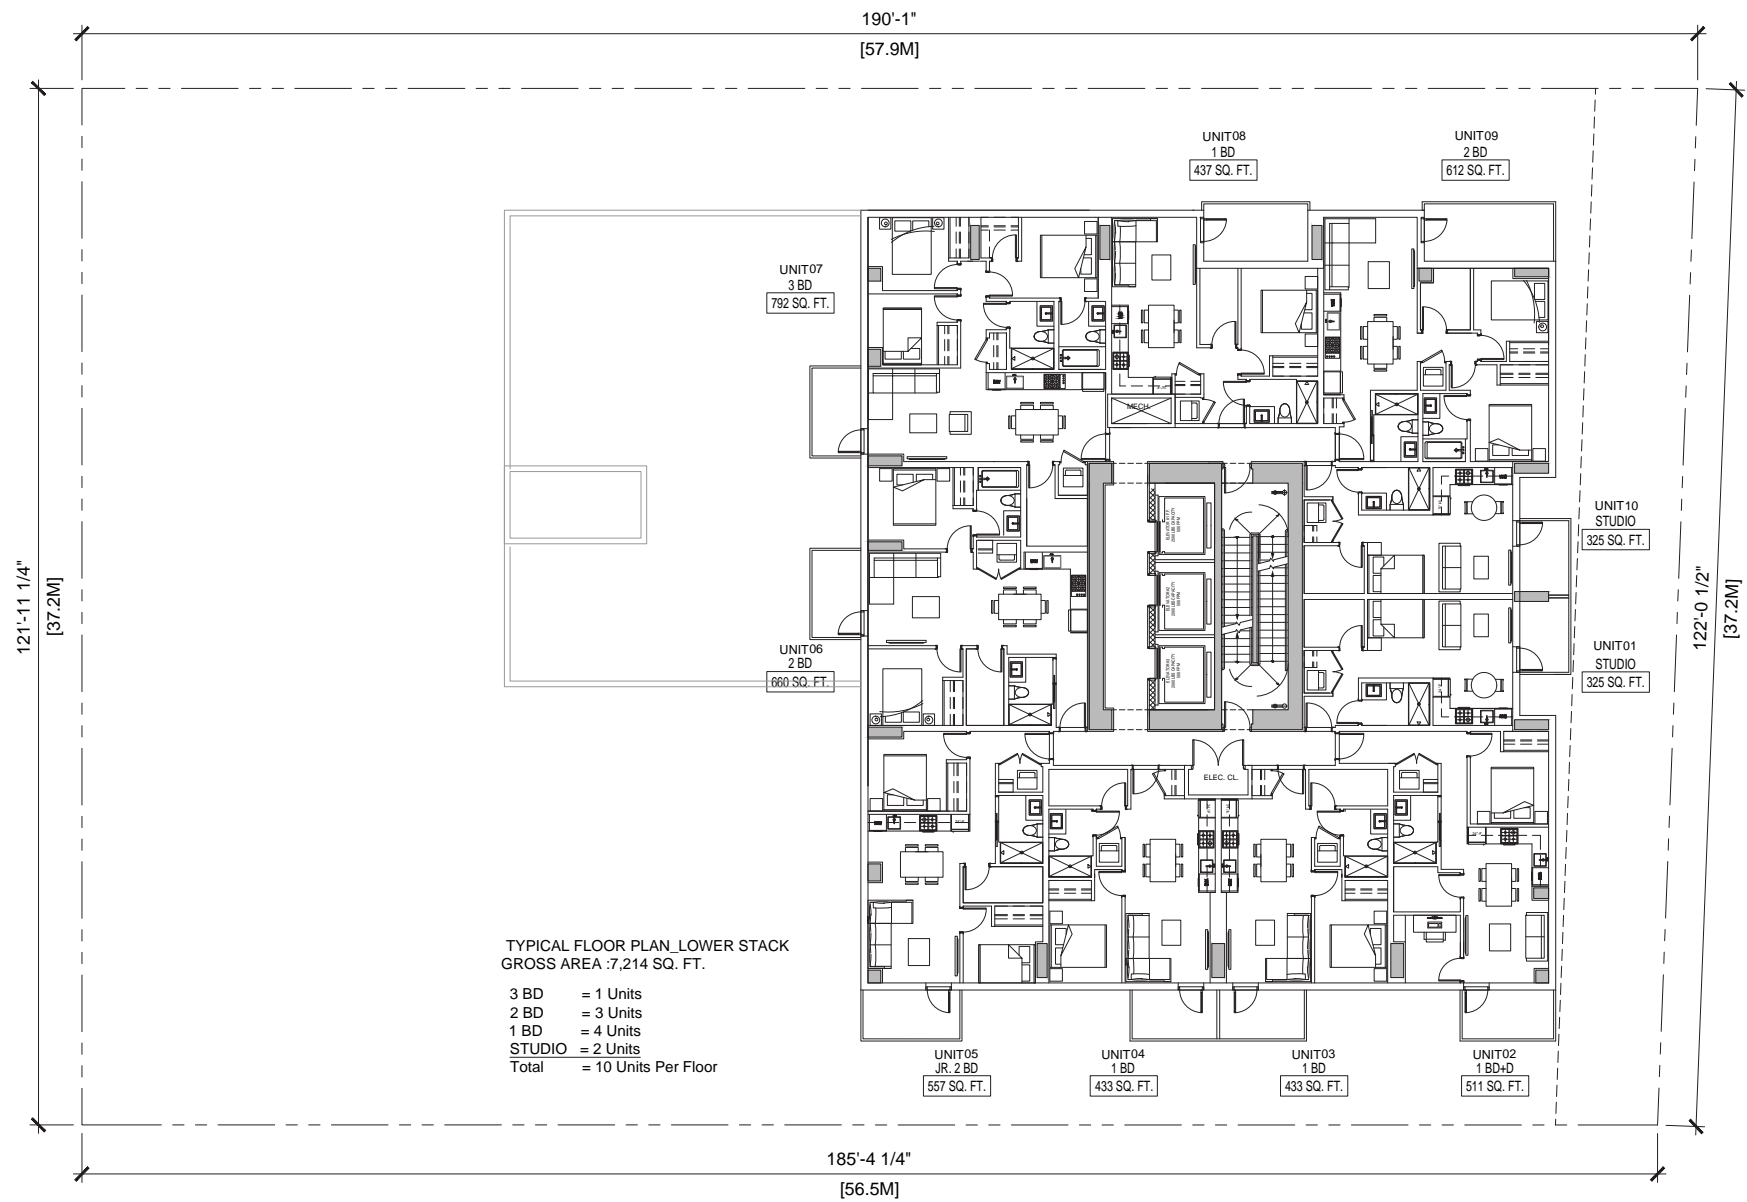 190'-1"
[57.9M]
121'-11 1/4"
[37.2M]
122'-0 1/2"
[37.2M]
UNIT08
1 BD
437 SQ. FT.
UNIT09
2 BD
612 SQ. FT.
UNIT07
3 BD
792 SQ. FT.
MECH.
UNIT10
STUDIO
325 SQ. FT.
UNIT01
STUDIO
325 SQ. FT.
UNIT06
2 BD
660 SQ. FT.
ELEC. CL.
TYPICAL FLOOR PLAN_LOWER STACK
GROSS AREA :7,214 SQ. FT.
3 BD = 1 Units
2 BD = 3 Units
1 BD = 4 Units
STUDIO = 2 Units
Total = 10 Units Per Floor
UNIT05
JR. 2 BD
557 SQ. FT.
UNIT04
1 BD
433 SQ. FT.
UNIT03
1 BD
433 SQ. FT.
UNIT02
1 BD+D
511 SQ. FT.
185'-4 1/4"
[56.5M]